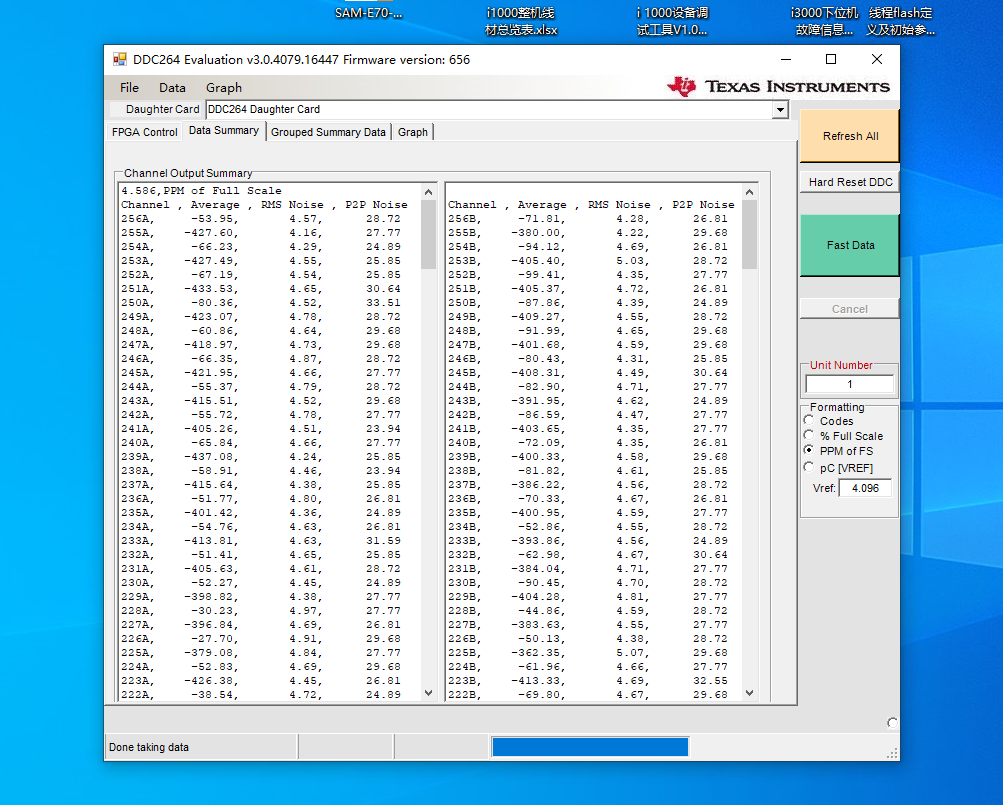 SAM-E70-...
i1000整机线
材总览表.xlsx
i 1000设备调
试工具V1.0...
i3000下位机
故障信息...
线程flash定
义及初始参...
DDC264 Evaluation v3.0.4079.16447 Firmware version: 656
File Data Graph
TEXAS INSTRUMENTS
Daughter Card DDC264 Daughter Card
FPGA Control Data Summary Grouped Summary Data Graph
Refresh All
Hard Reset DDC
Fast Data
Cancel
Unit Number
1
Formatting
Codes
% Full Scale
PPM of FS
pC [VREF]
Vref: 4.096
Channel Output Summary
4.586,PPM of Full Scale
Channel , Average , RMS Noise , P2P Noise
256A, -53.95, 4.57, 28.72
255A, -427.60, 4.16, 27.77
254A, -66.23, 4.29, 24.89
253A, -427.49, 4.55, 25.85
252A, -67.19, 4.54, 25.85
251A, -433.53, 4.65, 30.64
250A, -80.36, 4.52, 33.51
249A, -423.07, 4.78, 28.72
248A, -60.86, 4.64, 29.68
247A, -418.97, 4.73, 29.68
246A, -66.35, 4.87, 28.72
245A, -421.95, 4.66, 27.77
244A, -55.37, 4.79, 28.72
243A, -415.51, 4.52, 29.68
242A, -55.72, 4.78, 27.77
241A, -405.26, 4.51, 23.94
240A, -65.84, 4.66, 27.77
239A, -437.08, 4.24, 25.85
238A, -58.91, 4.46, 23.94
237A, -415.64, 4.38, 25.85
236A, -51.77, 4.80, 26.81
235A, -401.42, 4.36, 24.89
234A, -54.76, 4.63, 26.81
233A, -413.81, 4.63, 31.59
232A, -51.41, 4.65, 25.85
231A, -405.63, 4.61, 28.72
230A, -52.27, 4.45, 24.89
229A, -398.82, 4.38, 27.77
228A, -30.23, 4.97, 27.77
227A, -396.84, 4.69, 26.81
226A, -27.70, 4.91, 29.68
225A, -379.08, 4.84, 27.77
224A, -52.83, 4.69, 29.68
223A, -426.38, 4.45, 26.81
222A, -38.54, 4.72, 24.89
Channel , Average , RMS Noise , P2P Noise
256B, -71.81, 4.28, 26.81
255B, -380.00, 4.22, 29.68
254B, -94.12, 4.69, 26.81
253B, -405.40, 5.03, 28.72
252B, -99.41, 4.35, 27.77
251B, -405.37, 4.72, 26.81
250B, -87.86, 4.39, 24.89
249B, -409.27, 4.55, 28.72
248B, -91.99, 4.65, 29.68
247B, -401.68, 4.59, 29.68
246B, -80.43, 4.31, 25.85
245B, -408.31, 4.49, 30.64
244B, -82.90, 4.71, 27.77
243B, -391.95, 4.62, 24.89
242B, -86.59, 4.47, 27.77
241B, -403.65, 4.35, 27.77
240B, -72.09, 4.35, 26.81
239B, -400.33, 4.58, 29.68
238B, -81.82, 4.61, 25.85
237B, -386.22, 4.56, 28.72
236B, -70.33, 4.67, 26.81
235B, -400.95, 4.59, 27.77
234B, -52.86, 4.55, 28.72
233B, -393.86, 4.56, 24.89
232B, -62.98, 4.67, 30.64
231B, -384.04, 4.71, 27.77
230B, -90.45, 4.70, 28.72
229B, -404.28, 4.81, 27.77
228B, -44.86, 4.59, 28.72
227B, -383.63, 4.55, 27.77
226B, -50.13, 4.38, 28.72
225B, -362.35, 5.07, 29.68
224B, -61.96, 4.66, 27.77
223B, -413.33, 4.69, 32.55
222B, -69.80, 4.67, 29.68
Done taking data